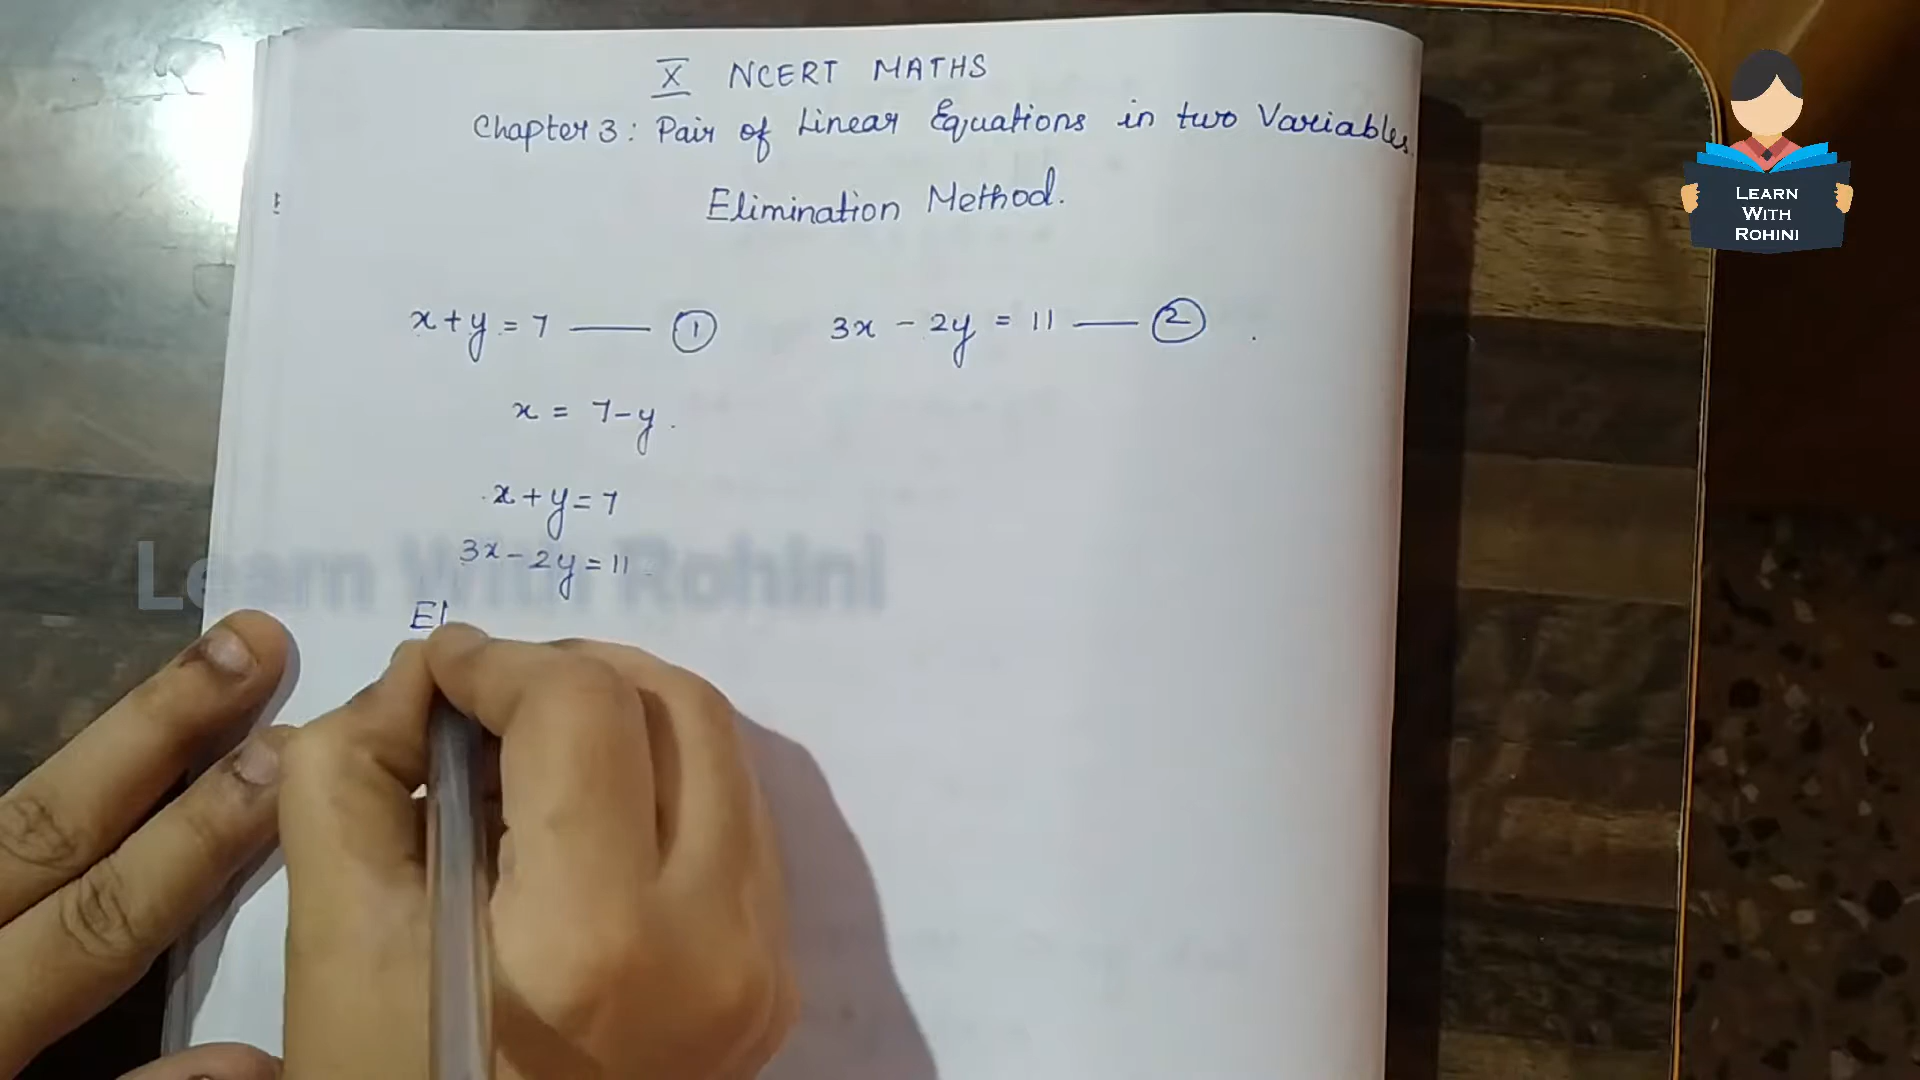 X NCERT MATHS
Chapter 3: Pair of Linear Equations in two Variables.
Elimination Method.
x+y = 7 —— ① 3x - 2y = 11 —— ②
x = 7-y.
x+y=7
3x-2y=11
El
Learn With Rohini
LEARN
WITH
ROHINI